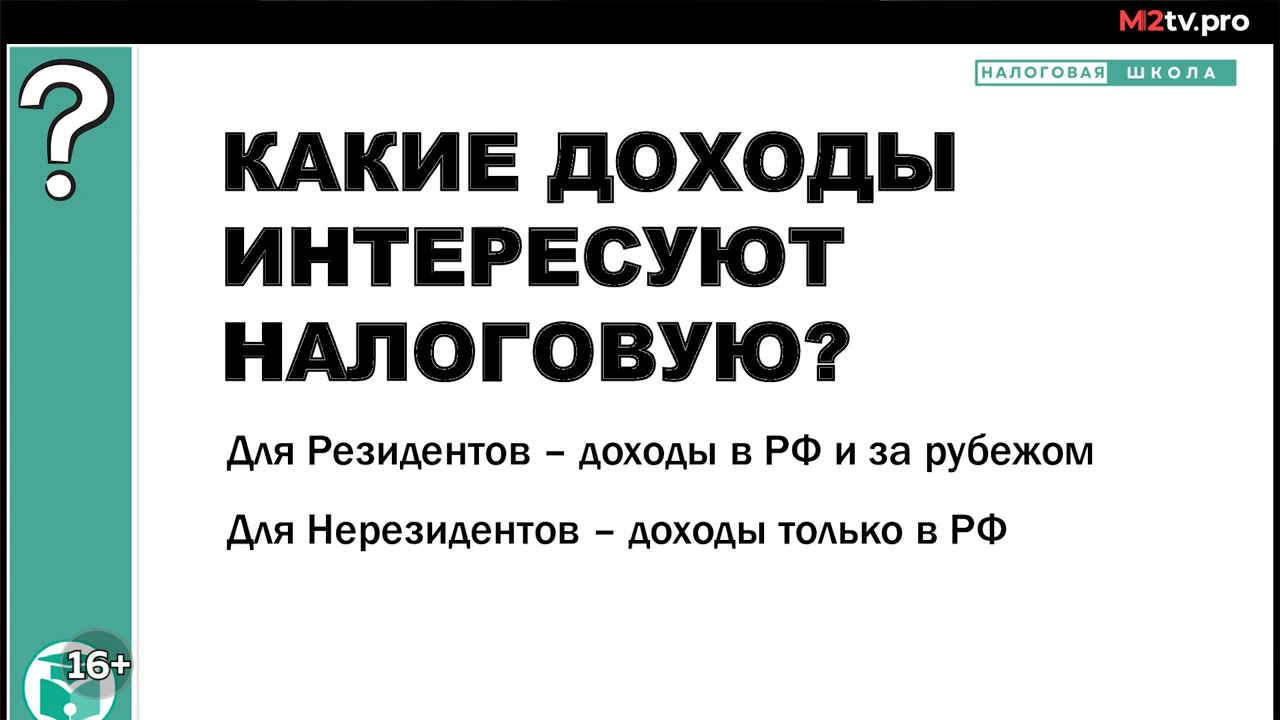 M2tv.pro
НАЛОГОВАЯ ШКОЛА
?
КАКИЕ ДОХОДЫ
ИНТЕРЕСУЮТ
НАЛОГОВУЮ?
Для Резидентов – доходы в РФ и за рубежом
Для Нерезидентов – доходы только в РФ
16+